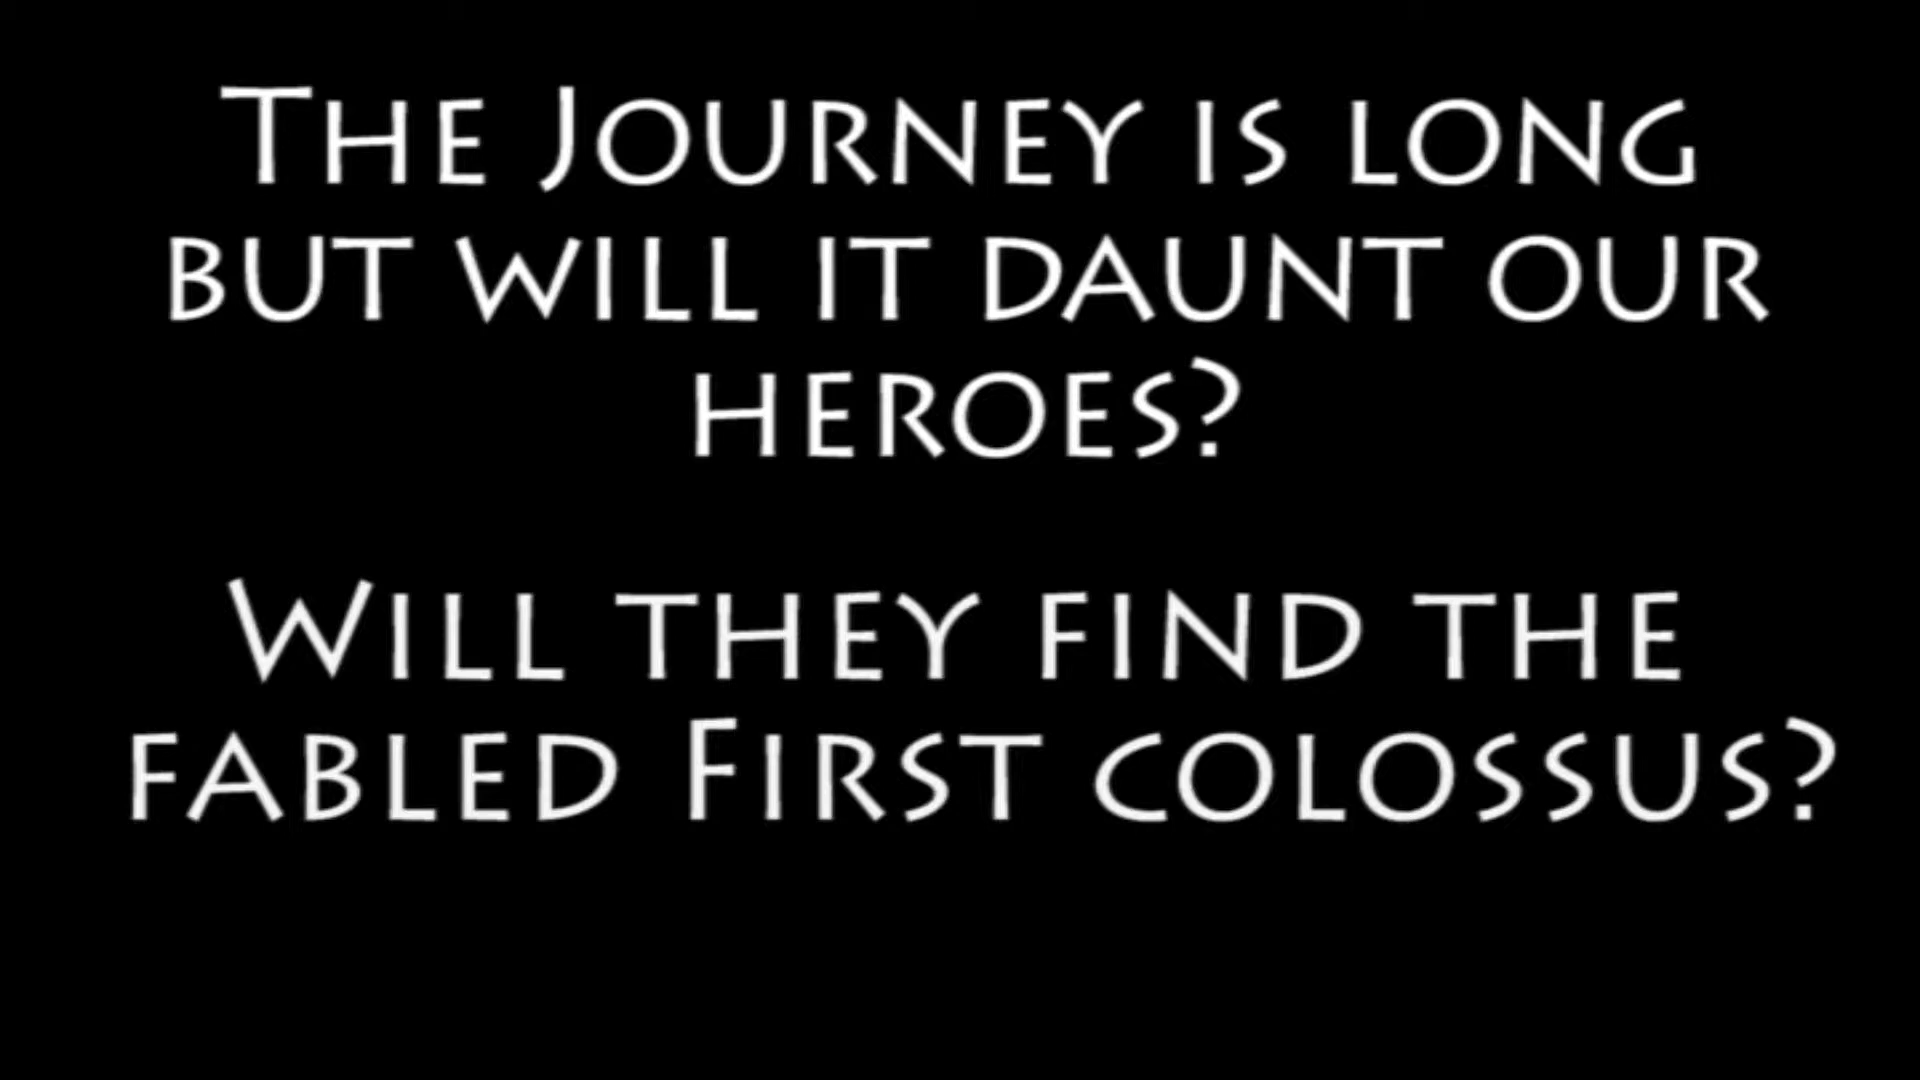 The Journey is long
but will it daunt our
heroes?
Will they find the
fabled First colossus?